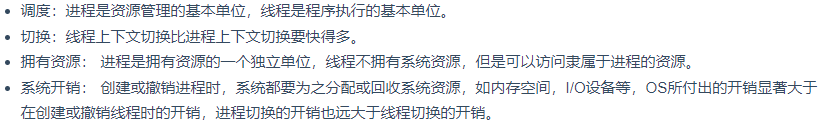 • 调度：进程是资源管理的基本单位，线程是程序执行的基本单位。
• 切换：线程上下文切换比进程上下文切换要快得多。
• 拥有资源： 进程是拥有资源的一个独立单位，线程不拥有系统资源，但是可以访问隶属于进程的资源。
• 系统开销： 创建或撤销进程时，系统都要为之分配或回收系统资源，如内存空间，I/O设备等，OS所付出的开销显著大于
在创建或撤销线程时的开销，进程切换的开销也远大于线程切换的开销。